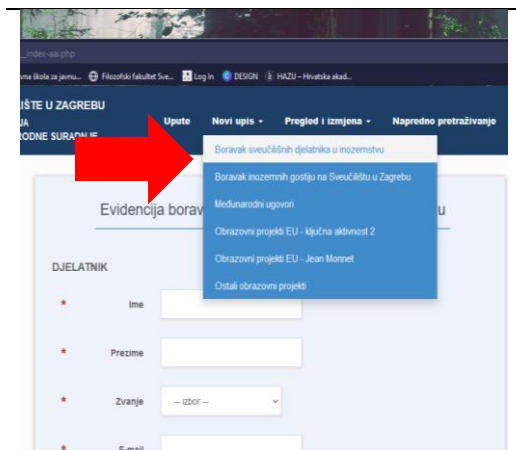 _index-aai.php
vna škola za javnu... Filozofski fakultet Sve... Log In DESIGN HAZU – Hrvatska akad...
IŠTE U ZAGREBU
JA
RODNE SURADNJE
Upute Novi upis Pregled i izmjena Napredno pretraživanje
Boravak sveučilišnih djelatnika u inozemstvu
Boravak inozemnih gostiju na Sveučilištu u Zagrebu
Međunarodni ugovori
Obrazovni projekti EU - ključna aktivnost 2
Obrazovni projekti EU - Jean Monnet
Ostali obrazovni projekti
Evidencija borav u
DJELATNIK
* Ime
* Prezime
* Zvanje -- izbor --
* E-mail